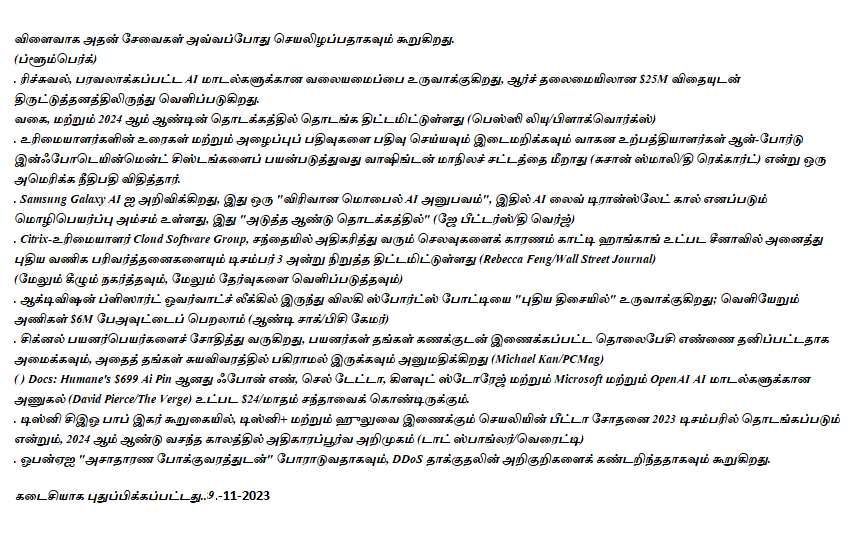 விளைவாக அதன் சேவைகள் அவ்வப்போது செயலிழப்பதாகவும் கூறுகிறது.
(ப்ளூம்பெர்க்)
. ரிச்சுவல், பரவலாக்கப்பட்ட AI மாடல்களுக்கான வலையமைப்பை உருவாக்குகிறது, ஆர்ச் தலைமையிலான $25M விதையுடன்
திருட்டுத்தனத்திலிருந்து வெளிப்படுகிறது.
வகை, மற்றும் 2024 ஆம் ஆண்டின் தொடக்கத்தில் தொடங்க திட்டமிட்டுள்ளது (பெஸ்ஸி லியு/பிளாக்வொர்க்ஸ்)
. உரிமையாளர்களின் உரைகள் மற்றும் அழைப்புப் பதிவுகளை பதிவு செய்யவும் இடைமறிக்கவும் வாகன உற்பத்தியாளர்கள் ஆன்-போர்டு
இன்ஃபோடெயின்மென்ட் சிஸ்டங்களைப் பயன்படுத்துவது வாஷிங்டன் மாநிலச் சட்டத்தை மீறாது (சுசான் ஸ்மாலி/தி ரெக்கார்ட்) என்று ஒரு
அமெரிக்க நீதிபதி விதித்தார்.
. Samsung Galaxy AI ஐ அறிவிக்கிறது, இது ஒரு "விரிவான மொபைல் AI அனுபவம்", இதில் AI லைவ் டிரான்ஸ்லேட் கால் எனப்படும்
மொழிபெயர்ப்பு அம்சம் உள்ளது, இது "அடுத்த ஆண்டு தொடக்கத்தில்" (ஜே பீட்டர்ஸ்/தி வெர்ஜ்)
. Citrix-உரிமையாளர் Cloud Software Group, சந்தையில் அதிகரித்து வரும் செலவுகளைக் காரணம் காட்டி ஹாங்காங் உட்பட சீனாவில் அனைத்து
புதிய வணிக பரிவர்த்தனைகளையும் டிசம்பர் 3 அன்று நிறுத்த திட்டமிட்டுள்ளது (Rebecca Feng/Wall Street Journal)
(மேலும் கீழும் நகர்த்தவும், மேலும் தேர்வுகளை வெளிப்படுத்தவும்)
. ஆக்டிவிஷன் ப்ளிஸார்ட் ஓவர்வாட்ச் லீக்கில் இருந்து விலகி ஸ்போர்ட்ஸ் போட்டியை "புதிய திசையில்" உருவாக்குகிறது; வெளியேறும்
அணிகள் $6M பேஅவுட்டைப் பெறலாம் (ஆண்டி சாக்/பிசி கேமர்)
. சிக்னல் பயனர்பெயர்களைச் சோதித்து வருகிறது, பயனர்கள் தங்கள் கணக்குடன் இணைக்கப்பட்ட தொலைபேசி எண்ணை தனிப்பட்டதாக
அமைக்கவும், அதைத் தங்கள் சுயவிவரத்தில் பகிராமல் இருக்கவும் அனுமதிக்கிறது (Michael Kan/PCMag)
( ) Docs: Humane's $699 Ai Pin ஆனது ஃபோன் எண், செல் டேட்டா, கிளவுட் ஸ்டோரேஜ் மற்றும் Microsoft மற்றும் OpenAI AI மாடல்களுக்கான
அணுகல் (David Pierce/The Verge) உட்பட $24/மாதம் சந்தாவைக் கொண்டிருக்கும்.
. டிஸ்னி சிஇஒ பாப் இகர் கூறுகையில், டிஸ்னி+ மற்றும் ஹுலுவை இணைக்கும் செயலியின் பீட்டா சோதனை 2023 டிசம்பரில் தொடங்கப்படும்
என்றும், 2024 ஆம் ஆண்டு வசந்த காலத்தில் அதிகாரப்பூர்வ அறிமுகம் (டாட் ஸ்பாங்லர்/வெரைட்டி)
. ஓபன்ஏஐ "அசாதாரண போக்குவரத்துடன்" போராடுவதாகவும், DDoS தாக்குதலின் அறிகுறிகளைக் கண்டறிந்ததாகவும் கூறுகிறது.
கடைசியாக புதுப்பிக்கப்பட்டது..9.-11-2023